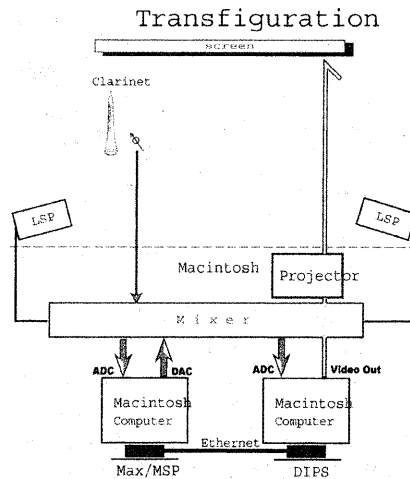 Transfiguration
screen
Clarinet
LSP
LSP
Macintosh
Projector
Mixer
ADC
DAC
ADC
Video Out
Macintosh
Computer
Macintosh
Computer
Ethernet
Max/MSP
DIPS